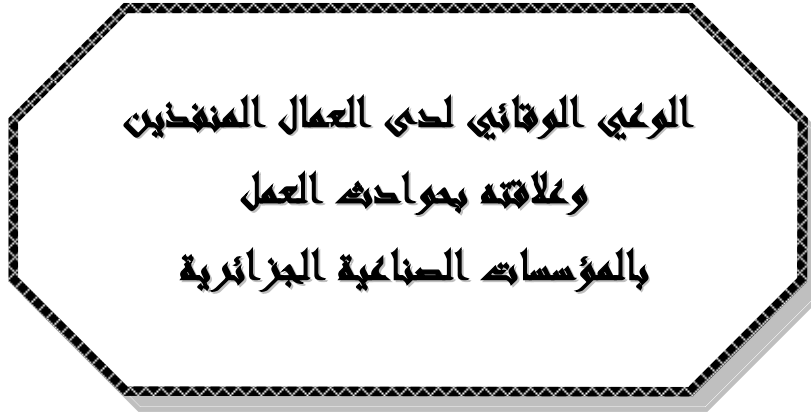 الوعي الوقائي لدى العمال المنفذين
وعلاقته بحوادث العمل
بالمؤسسات الصناعية الجزائرية